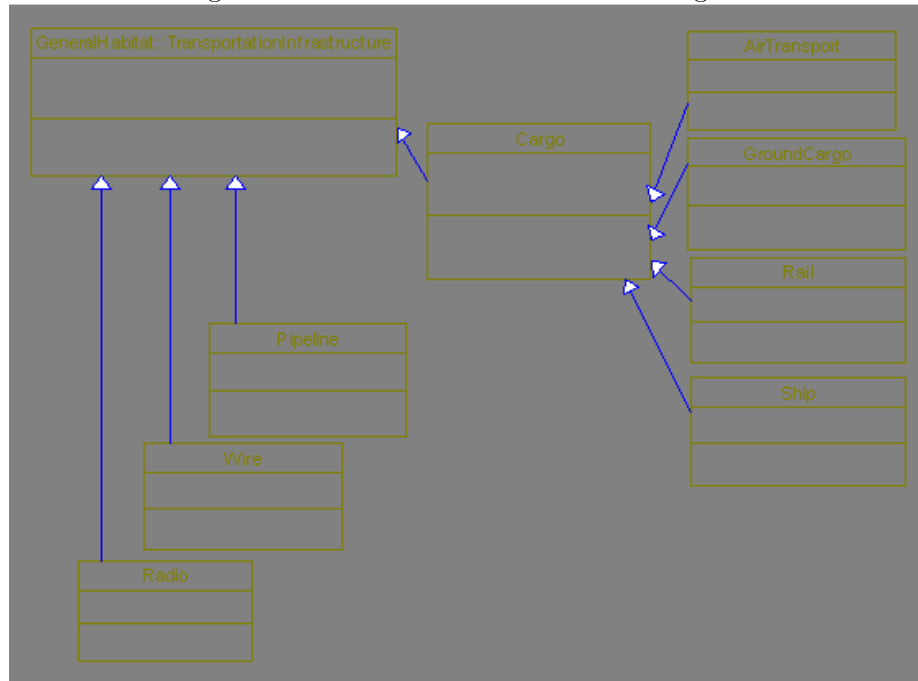 GeneralHabitat::TransportationInfrastructure
AirTransport
Cargo
GroundCargo
Rail
Pipeline
Ship
Wire
Radio